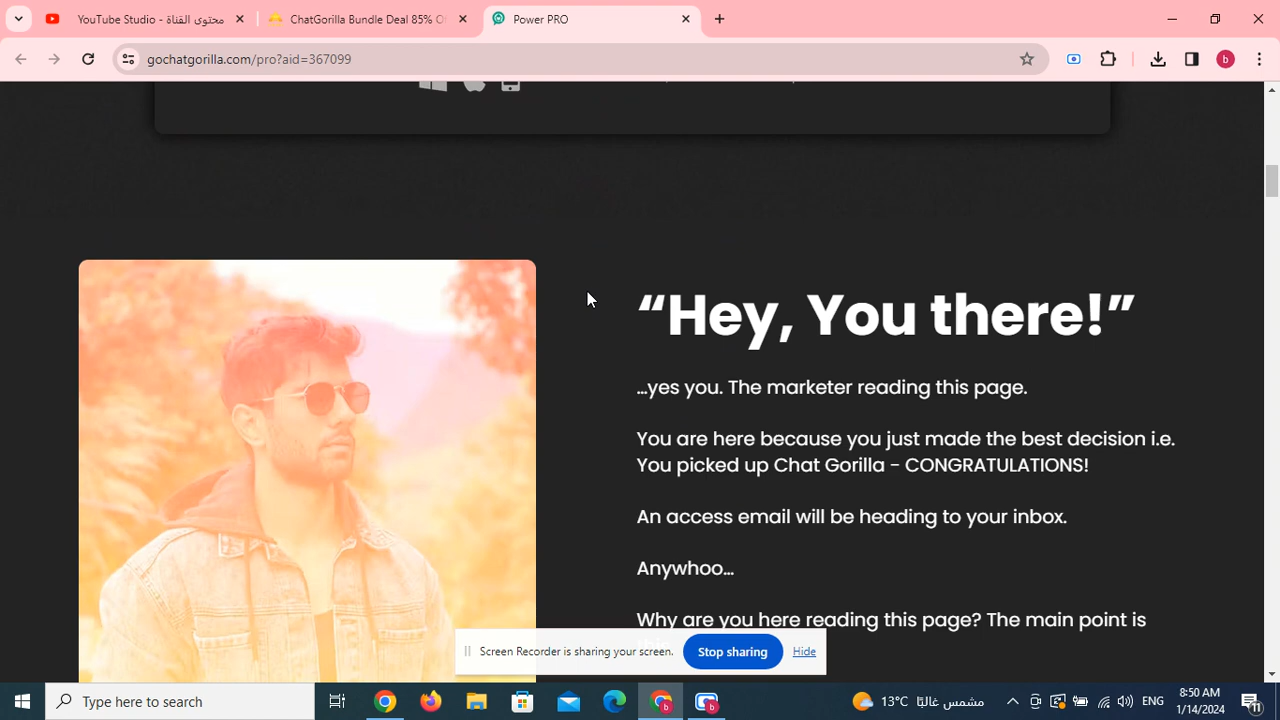 YouTube Studio - محتوى القناة
ChatGorilla Bundle Deal 85% O
Power PRO
gochatgorilla.com/pro?aid=367099
b
“Hey, You there!”
...yes you. The marketer reading this page.
You are here because you just made the best decision i.e.
You picked up Chat Gorilla - CONGRATULATIONS!
An access email will be heading to your inbox.
Anywhoo...
Why are you here reading this page? The main point is
Screen Recorder is sharing your screen.
Stop sharing
Hide
Type here to search
b
b
13°C مشمس غالبًا
ENG
8:50 AM
1/14/2024
11